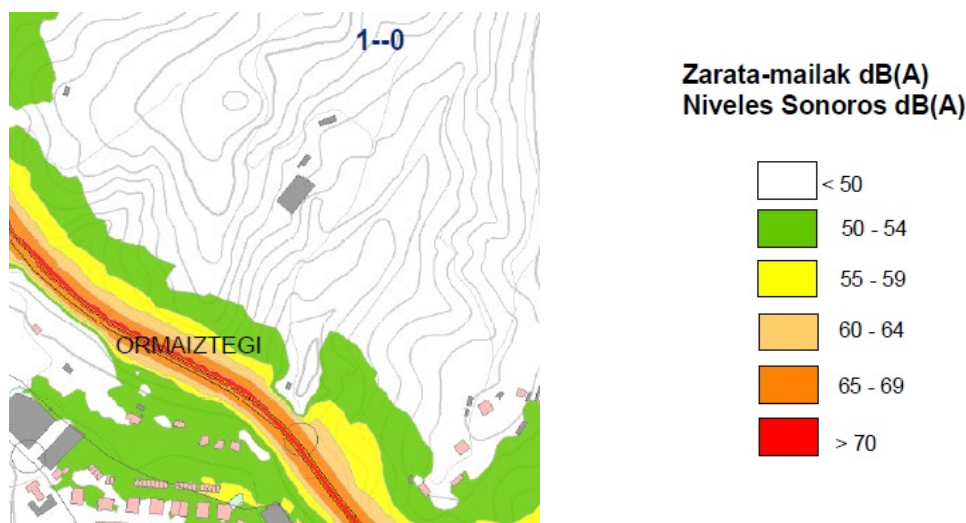 1--0
ORMAIZTEGI
Zarata-mailak dB(A)
Niveles Sonoros dB(A)
< 50
50 - 54
55 - 59
60 - 64
65 - 69
> 70